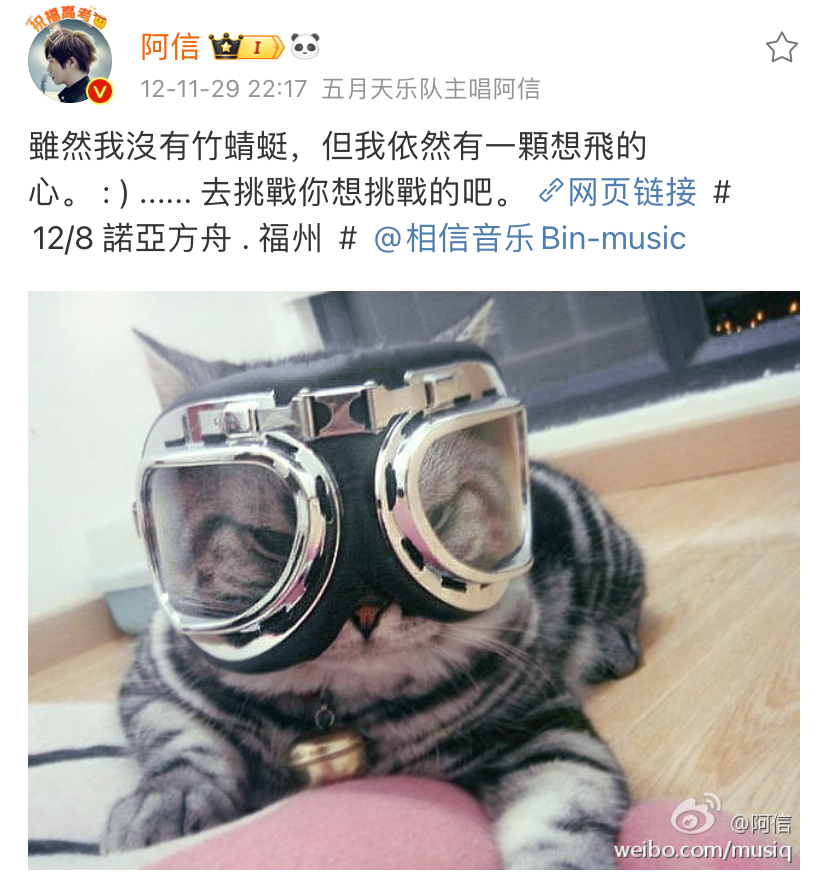 祝福高考
阿信 I
V
12-11-29 22:17 五月天乐队主唱阿信
雖然我沒有竹蜻蜓，但我依然有一顆想飛的
心。 : ) ...... 去挑戰你想挑戰的吧。 网页链接 #
12/8 諾亞方舟 . 福州 # @相信音乐Bin-music
@阿信
weibo.com/musiq